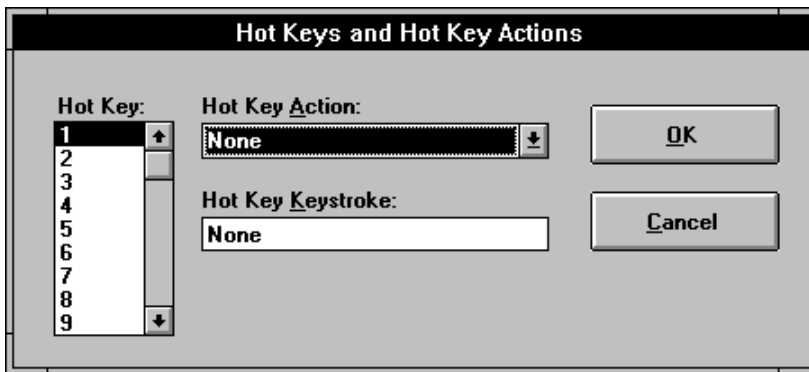 Hot Keys and Hot Key Actions
Hot Key:
1
2
3
4
5
6
7
8
9
Hot Key Action:
None
Hot Key Keystroke:
None
OK
Cancel